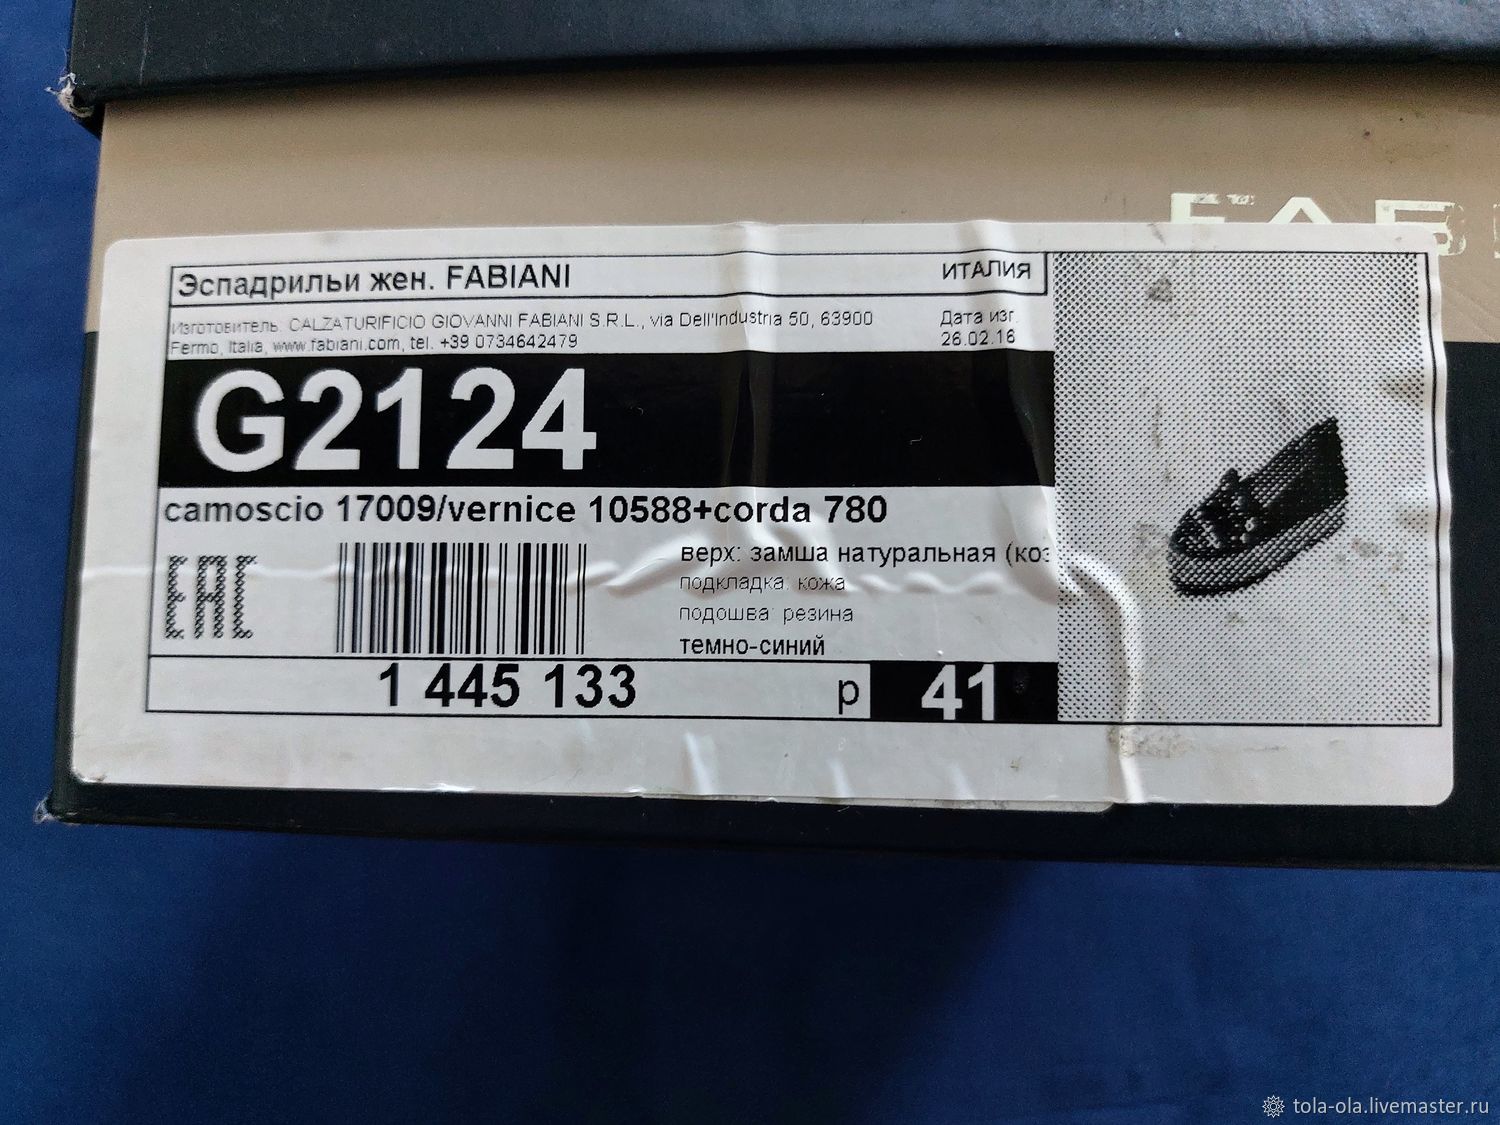 FAB
Эспадрильи жен. FABIANI
ИТАЛИЯ
Изготовитель: CALZATURIFICIO GIOVANNI FABIANI S.R.L., via Dell'Industria 50, 63900
Fermo, Italia, www.fabiani.com, tel. +39 0734642479
Дата изг.
26.02.16
G2124
camoscio 17009/vernice 10588+corda 780
EAC
верх: замша натуральная (коз
подкладка: кожа
подошва: резина
темно-синий
1 445 133
р 41
tola-ola.livemaster.ru